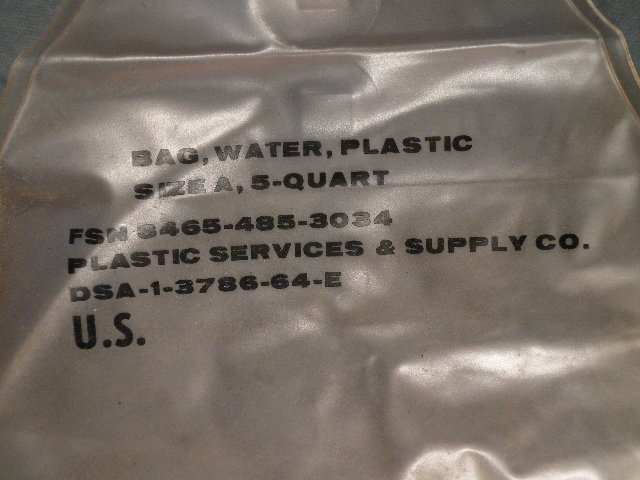 BAG, WATER, PLASTIC
SIZE A, 5-QUART
FSN 8465-485-3034
PLASTIC SERVICES & SUPPLY CO.
DSA-1-3786-64-E
U.S.